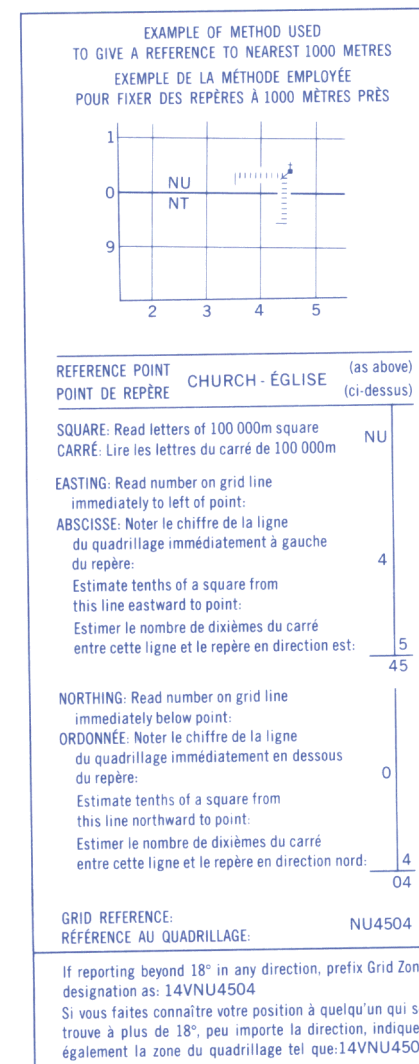 EXAMPLE OF METHOD USED
TO GIVE A REFERENCE TO NEAREST 1000 METRES
EXEMPLE DE LA MÉTHODE EMPLOYÉE
POUR FIXER DES REPÈRES À 1000 MÈTRES PRÈS
1
NU
0
NT
9
2 3 4 5
REFERENCE POINT
POINT DE REPÈRE
CHURCH - ÉGLISE
(as above)
(ci-dessus)
SQUARE: Read letters of 100 000m square
CARRÉ: Lire les lettres du carré de 100 000m
NU
EASTING: Read number on grid line
immediately to left of point:
ABSCISSE: Noter le chiffre de la ligne
du quadrillage immédiatement à gauche
du repère: 4
Estimate tenths of a square from
this line eastward to point:
Estimer le nombre de dixièmes du carré
entre cette ligne et le repère en direction est: 5
45
NORTHING: Read number on grid line
immediately below point:
ORDONNÉE: Noter le chiffre de la ligne
du quadrillage immédiatement en dessous
du repère: 0
Estimate tenths of a square from
this line northward to point:
Estimer le nombre de dixièmes du carré
entre cette ligne et le repère en direction nord: 4
04
GRID REFERENCE:
RÉFÉRENCE AU QUADRILLAGE:
NU4504
If reporting beyond 18° in any direction, prefix Grid Zon
designation as: 14VNU4504
Si vous faites connaître votre position à quelqu'un qui s
trouve à plus de 18°, peu importe la direction, indique
également la zone du quadrillage tel que:14VNU450